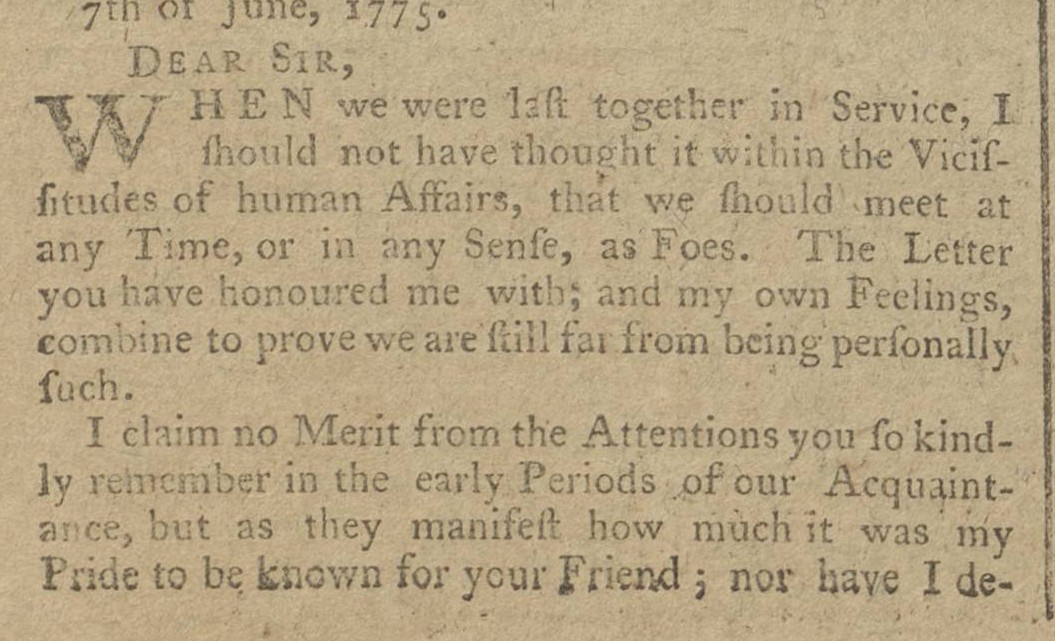 7th of June, 1775.
DEAR SIR,
WHEN we were laſt together in Service, I
ſhould not have thought it within the Viciſ-
ſitudes of human Affairs, that we ſhould meet at
any Time, or in any Senſe, as Foes. The Letter
you have honoured me with; and my own Feelings,
combine to prove we are ſtill far from being perſonally
ſuch.
I claim no Merit from the Attentions you ſo kind-
ly remember in the early Periods of our Acquaint-
ance, but as they manifeſt how much it was my
Pride to be known for your Friend; nor have I de-